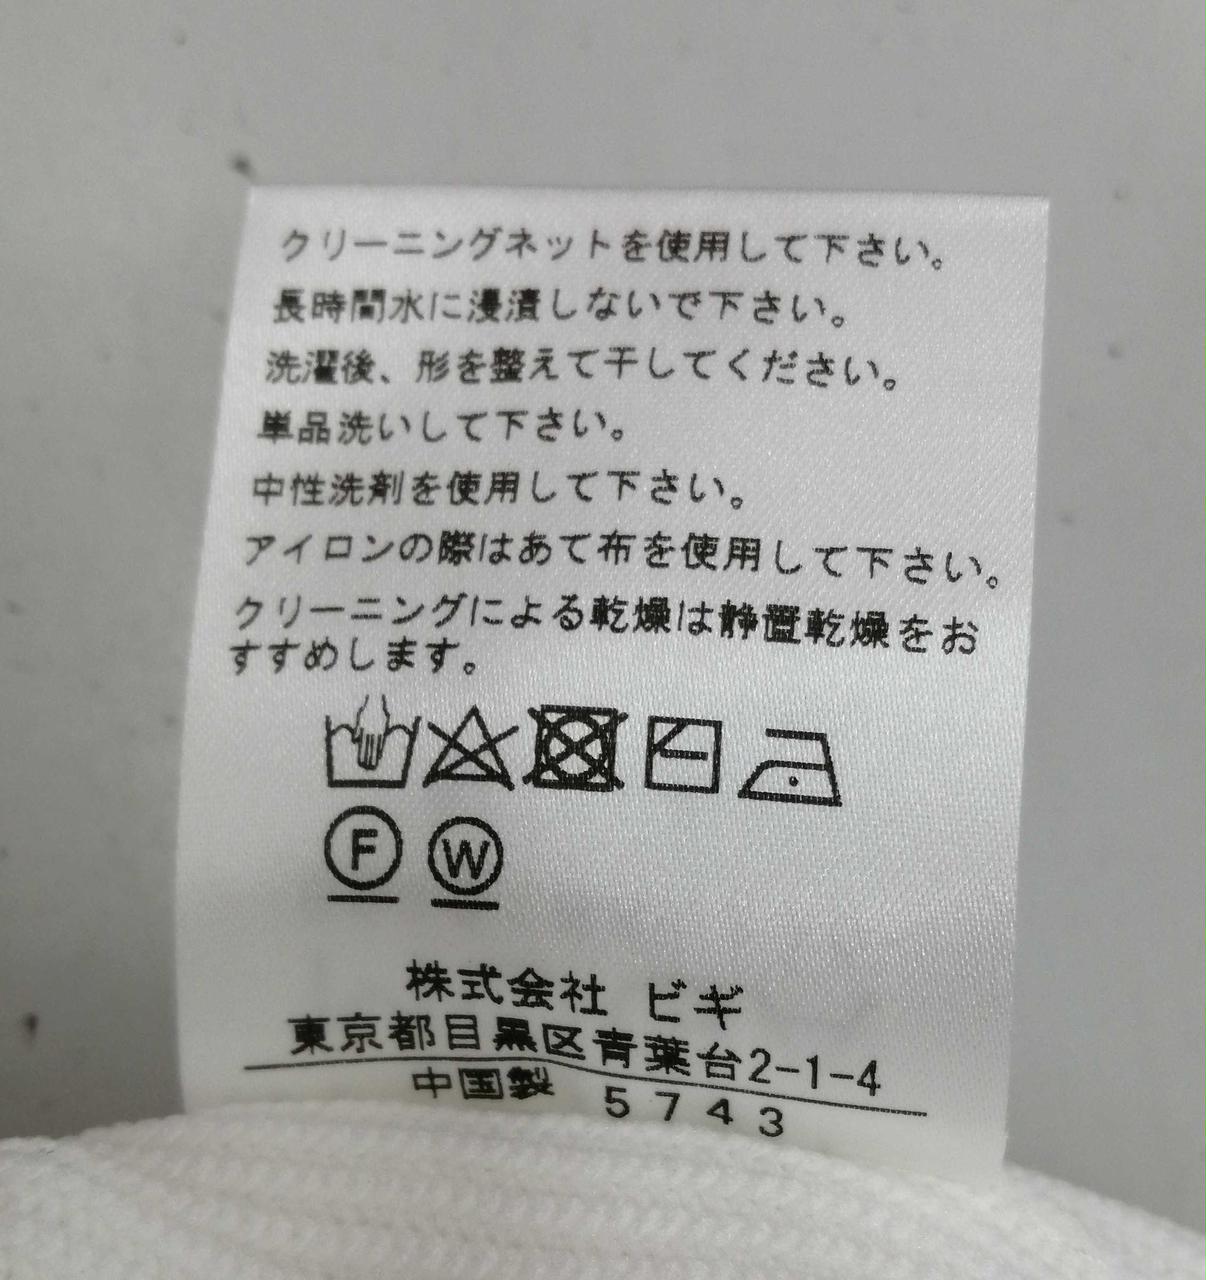 クリーニングネットを使用して下さい。
長時間水に浸漬しないで下さい。
洗濯後、形を整えて干してください。
単品洗いして下さい。
中性洗剤を使用して下さい。
アイロンの際はあて布を使用して下さい。
クリーニングによる乾燥は静置乾燥をお
すすめします。
F W
株式会社 ビギ
東京都目黒区青葉台2-1-4
中国製 5743